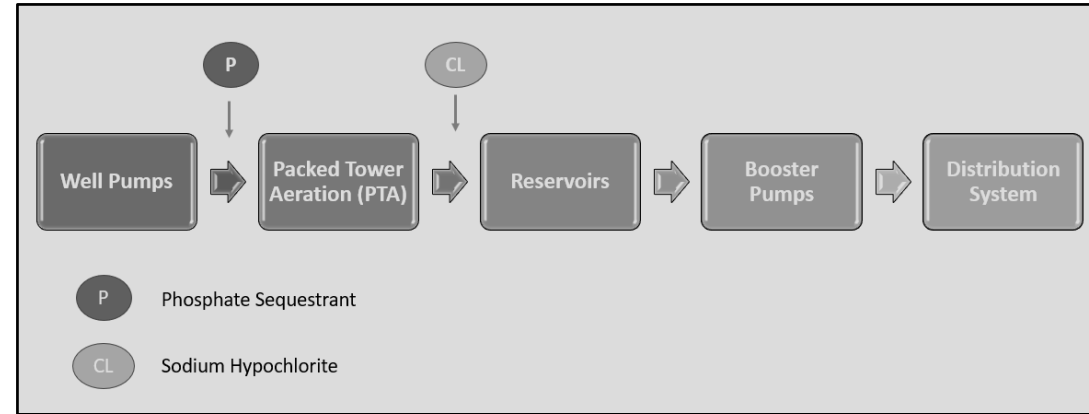 P
CL
Well Pumps
Packed Tower
Aeration (PTA)
Reservoirs
Booster
Pumps
Distribution
System
P
Phosphate Sequestrant
CL
Sodium Hypochlorite